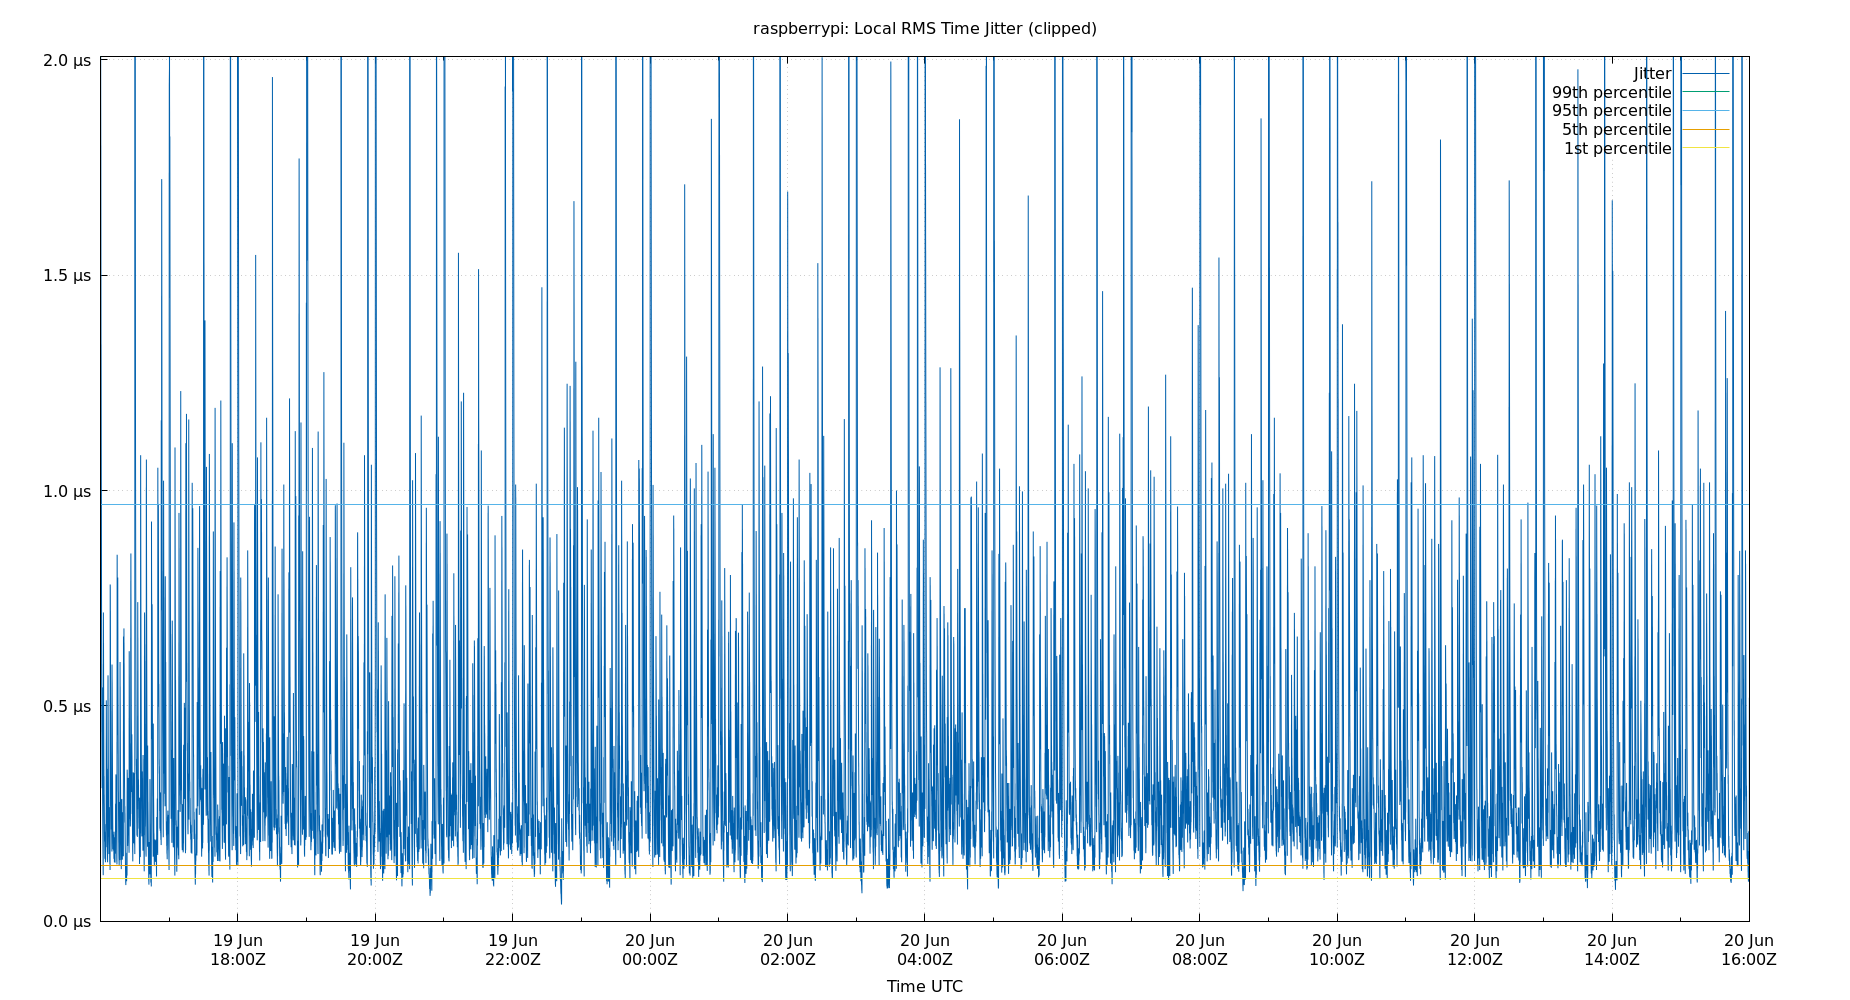 raspberrypi: Local RMS Time Jitter (clipped)
2.0 µs
1.5 µs
1.0 µs
0.5 µs
0.0 µs
Jitter
99th percentile
95th percentile
5th percentile
1st percentile
19 Jun 19 Jun 19 Jun 20 Jun 20 Jun 20 Jun 20 Jun 20 Jun 20 Jun 20 Jun 20 Jun 20 Jun
18:00Z 20:00Z 22:00Z 00:00Z 02:00Z 04:00Z 06:00Z 08:00Z 10:00Z 12:00Z 14:00Z 16:00Z
Time UTC